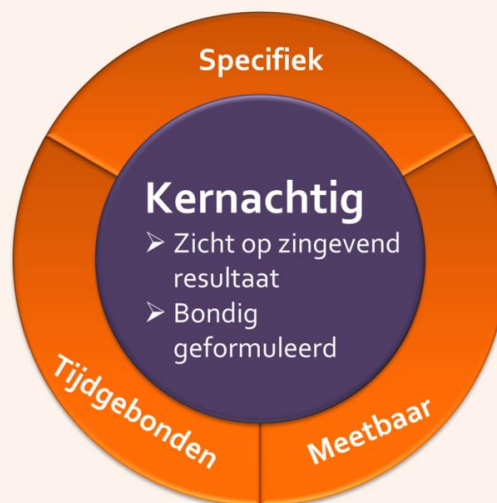 Specifiek
Kernachtig
➤ Zicht op zingevend
resultaat
➤ Bondig
geformuleerd
Tijdgebonden
Meetbaar